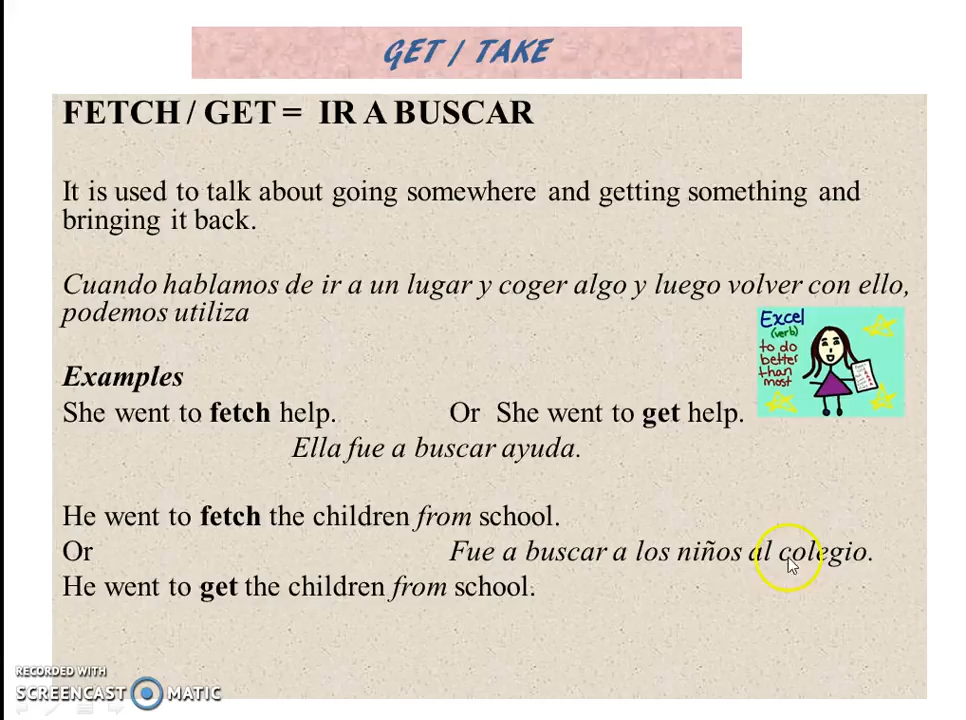 GET / TAKE
FETCH / GET = IR A BUSCAR
It is used to talk about going somewhere and getting something and
bringing it back.
Cuando hablamos de ir a un lugar y coger algo y luego volver con ello,
podemos utiliza
Excel
(verb)
to do
better
than
most
Examples
She went to fetch help. Or She went to get help.
Ella fue a buscar ayuda.
He went to fetch the children from school.
Or Fue a buscar a los niños al colegio.
He went to get the children from school.
RECORDED WITH
SCREENCAST MATIC